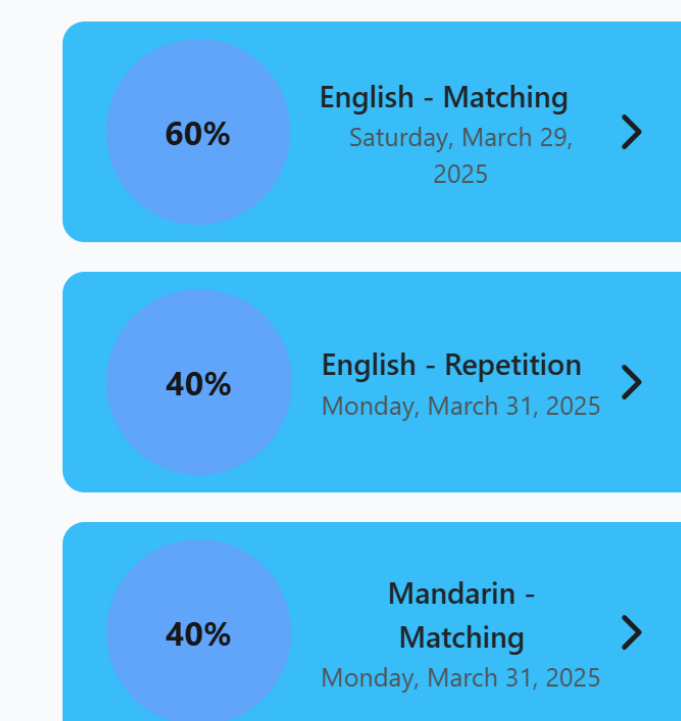 60%
English - Matching
Saturday, March 29,
2025
40%
English - Repetition
Monday, March 31, 2025
40%
Mandarin -
Matching
Monday, March 31, 2025